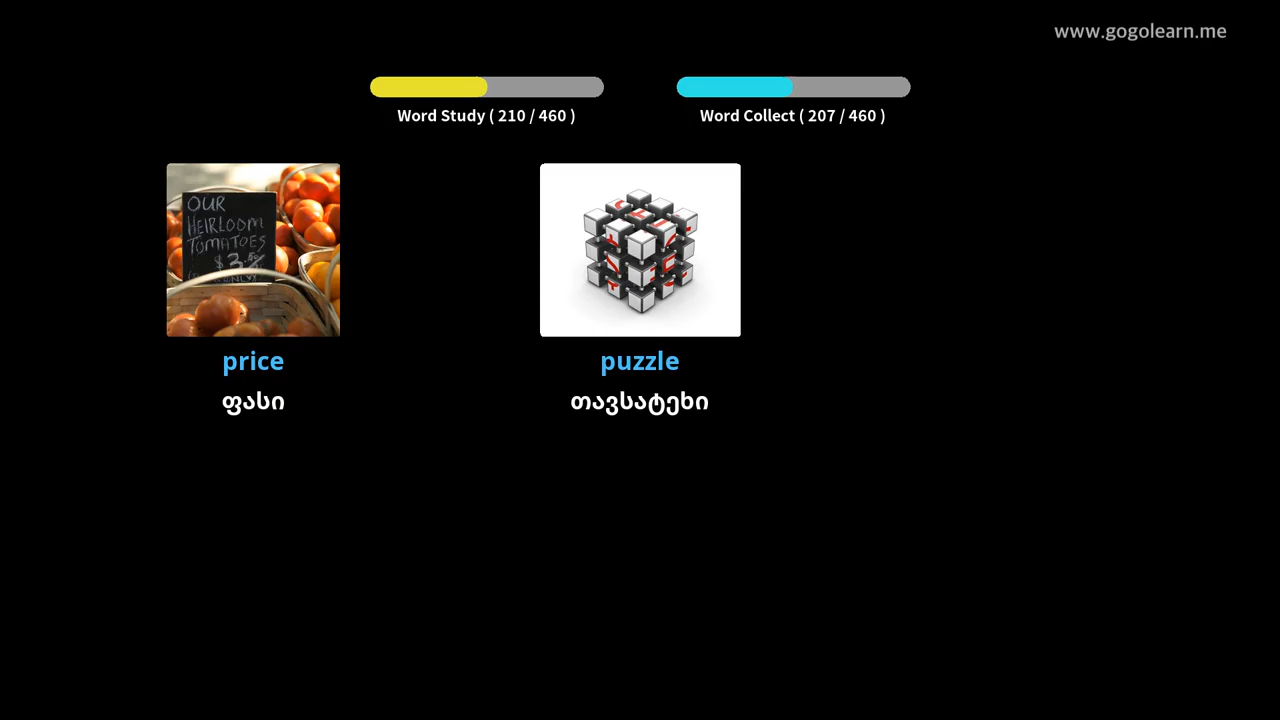 www.gogolearn.me
Word Study ( 210 / 460 )
Word Collect ( 207 / 460 )
OUR
HEIRLOOM
TOMATOES
price
puzzle
ფასი
თავსატეხი